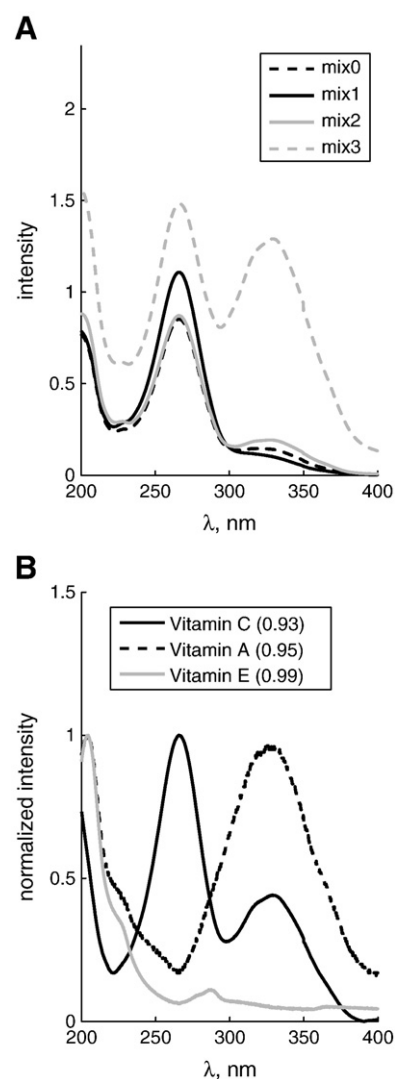 A
mix0
mix1
mix2
mix3
intensity
2
1.5
1
0.5
0
200 250 300 350 400
λ, nm
B
Vitamin C (0.93)
Vitamin A (0.95)
Vitamin E (0.99)
normalized intensity
1.5
1
0.5
0
200 250 300 350 400
λ, nm